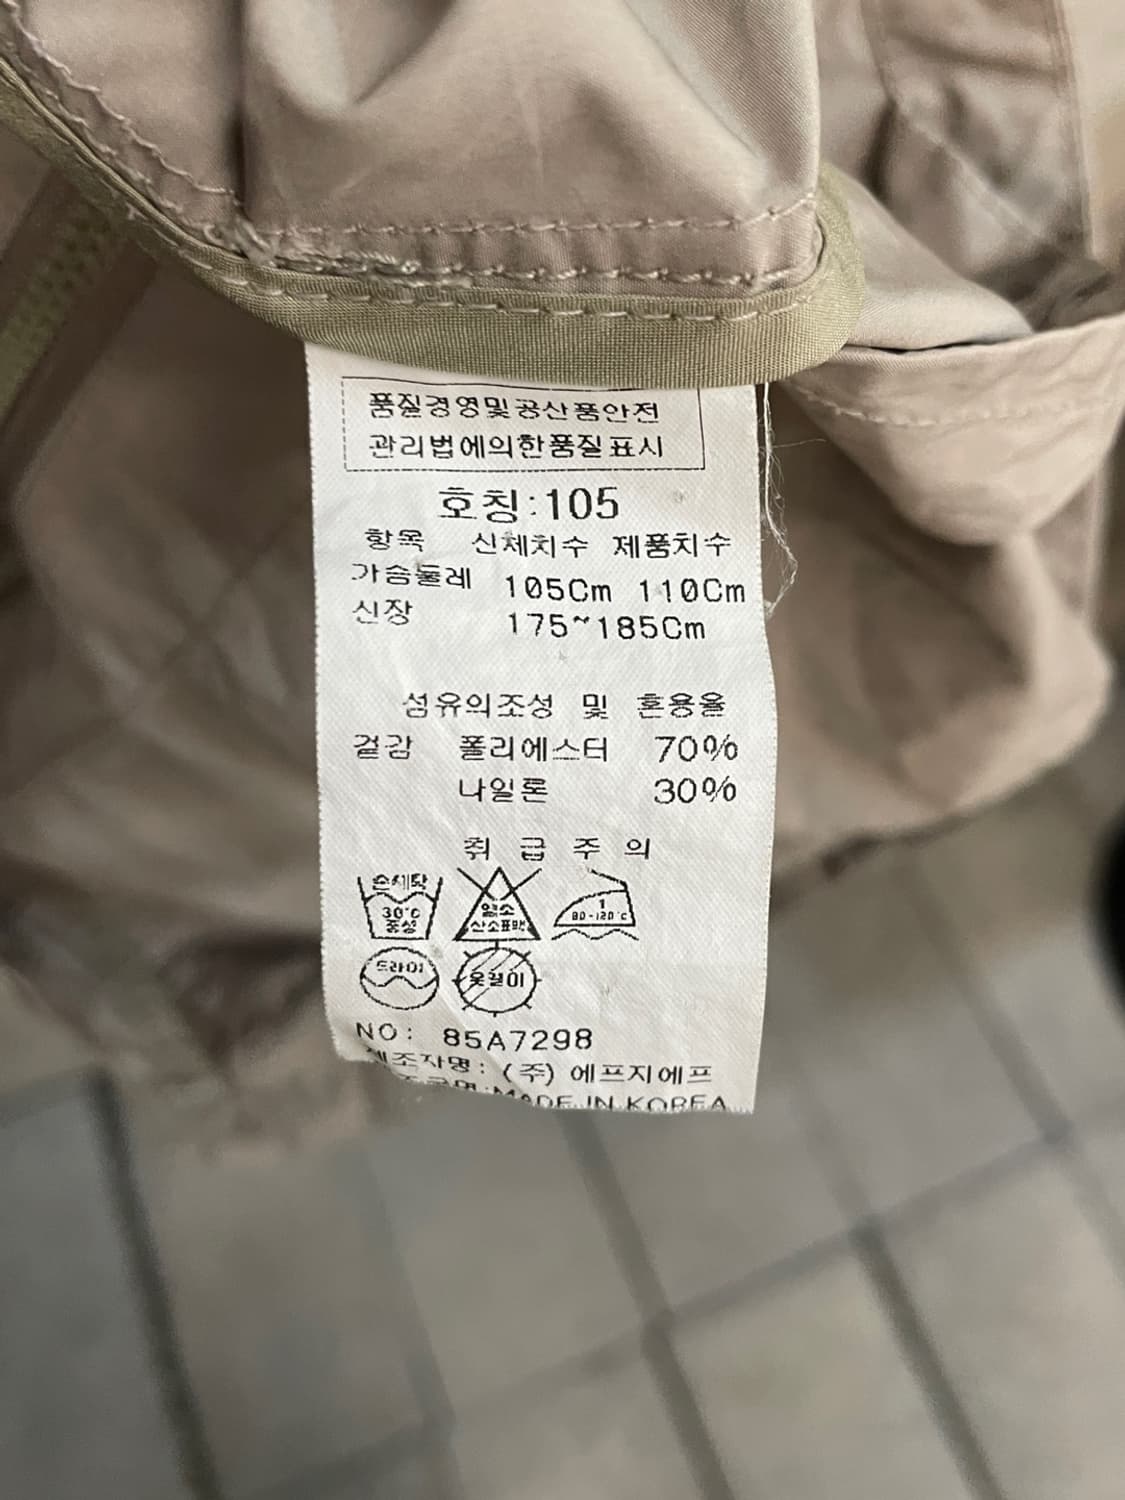 품질경영및공산품안전
관리법에의한품질표시
호칭:105
항목 신체치수 제품치수
가슴둘레 105Cm 110Cm
신장 175~185Cm
섬유의조성 및 혼용율
겉감 폴리에스터 70%
나일론 30%
취급주의
손세탁
30℃
중성
염소
산소표백
1
80-120℃
드라이
옷걸이
NO: 85A7298
제조자명: (주)에프지에프
MADE IN KOREA